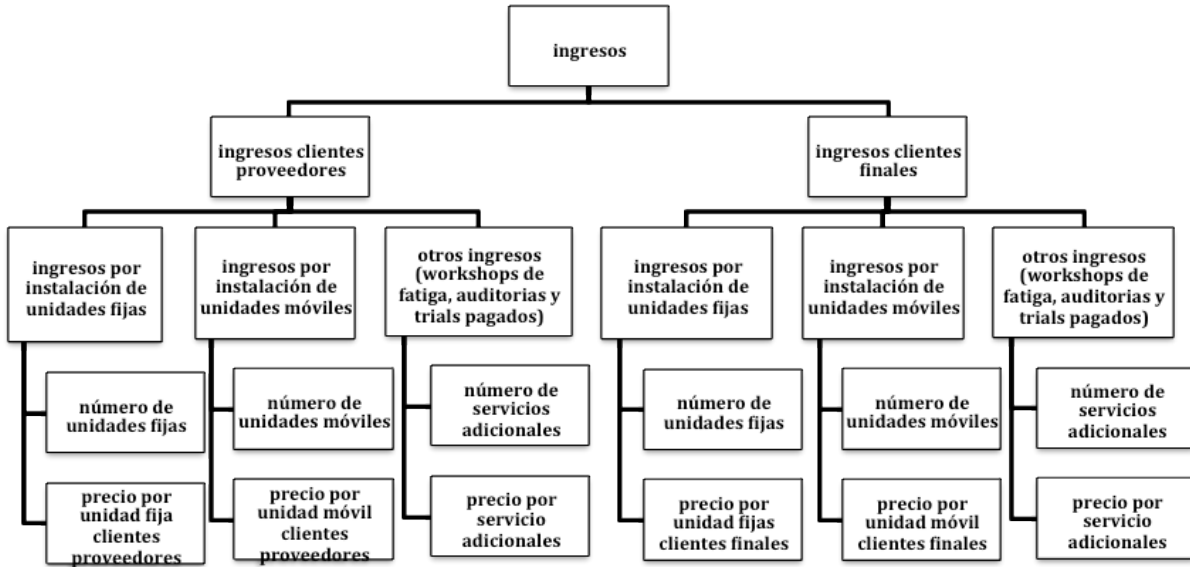 ingresos
ingresos clientes
proveedores
ingresos clientes
finales
ingresos por
instalación de
unidades fijas
ingresos por
instalación de
unidades móviles
otros ingresos
(workshops de
fatiga, auditorias y
trials pagados)
ingresos por
instalación de
unidades fijas
ingresos por
instalación de
unidades móviles
otros ingresos
(workshops de
fatiga, auditorias y
trials pagados)
número de
unidades fijas
número de
unidades móviles
número de
servicios
adicionales
número de
unidades fijas
número de
unidades móviles
número de
servicios
adicionales
precio por
unidad fija
clientes
proveedores
precio por
unidad móvil
clientes
proveedores
precio por
servicio
adicional
precio por
unidad fijas
clientes finales
precio por
unidad móvil
clientes finales
precio por
servicio
adicional